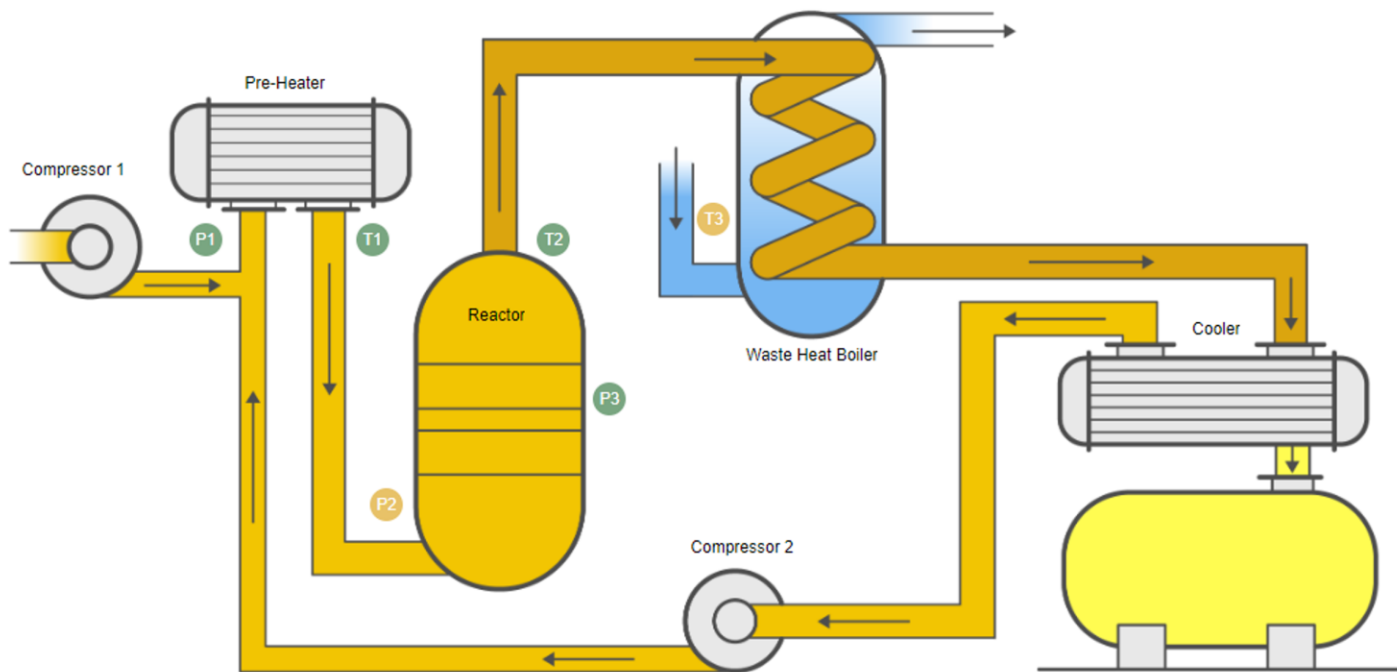 Pre-Heater
Compressor 1
P1
T1
T2
T3
Reactor
Waste Heat Boiler
Cooler
P3
P2
Compressor 2